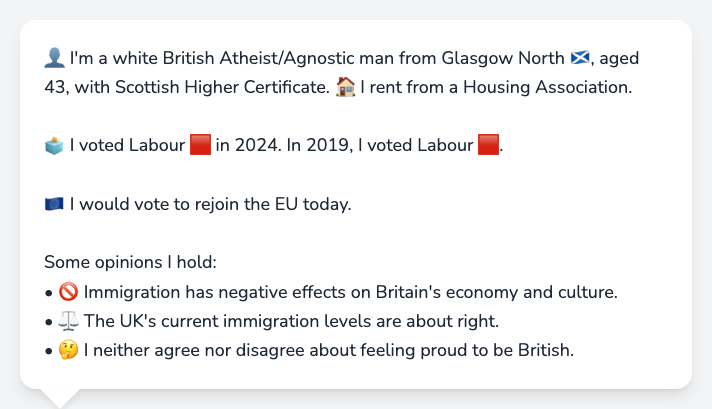 👤 I'm a white British Atheist/Agnostic man from Glasgow North 🏴󠁧󠁢󠁳󠁣󠁴󠁿, aged
43, with Scottish Higher Certificate. 🏠 I rent from a Housing Association.
🗳️ I voted Labour 🟥 in 2024. In 2019, I voted Labour 🟥.
🇪🇺 I would vote to rejoin the EU today.
Some opinions I hold:
• 🚫 Immigration has negative effects on Britain's economy and culture.
• ⚖️ The UK's current immigration levels are about right.
• 🤔 I neither agree nor disagree about feeling proud to be British.